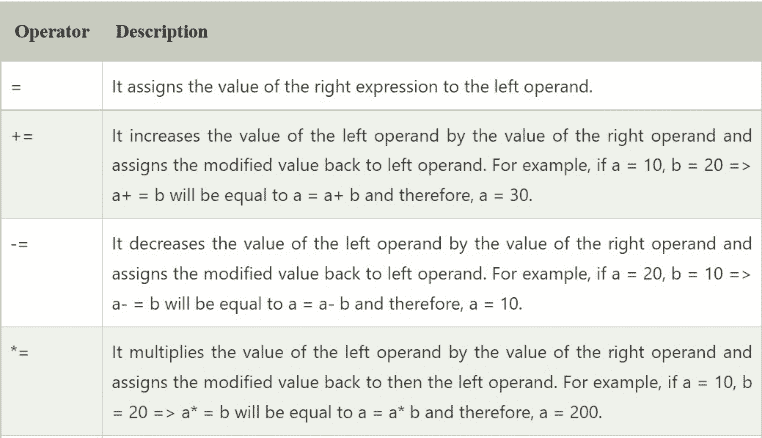 Operator Description
= It assigns the value of the right expression to the left operand.
+= It increases the value of the left operand by the value of the right operand and
assigns the modified value back to left operand. For example, if a = 10, b = 20 =>
a+ = b will be equal to a = a+ b and therefore, a = 30.
-= It decreases the value of the left operand by the value of the right operand and
assigns the modified value back to left operand. For example, if a = 20, b = 10 =>
a- = b will be equal to a = a- b and therefore, a = 10.
*= It multiplies the value of the left operand by the value of the right operand and
assigns the modified value back to then the left operand. For example, if a = 10, b
= 20 => a* = b will be equal to a = a* b and therefore, a = 200.